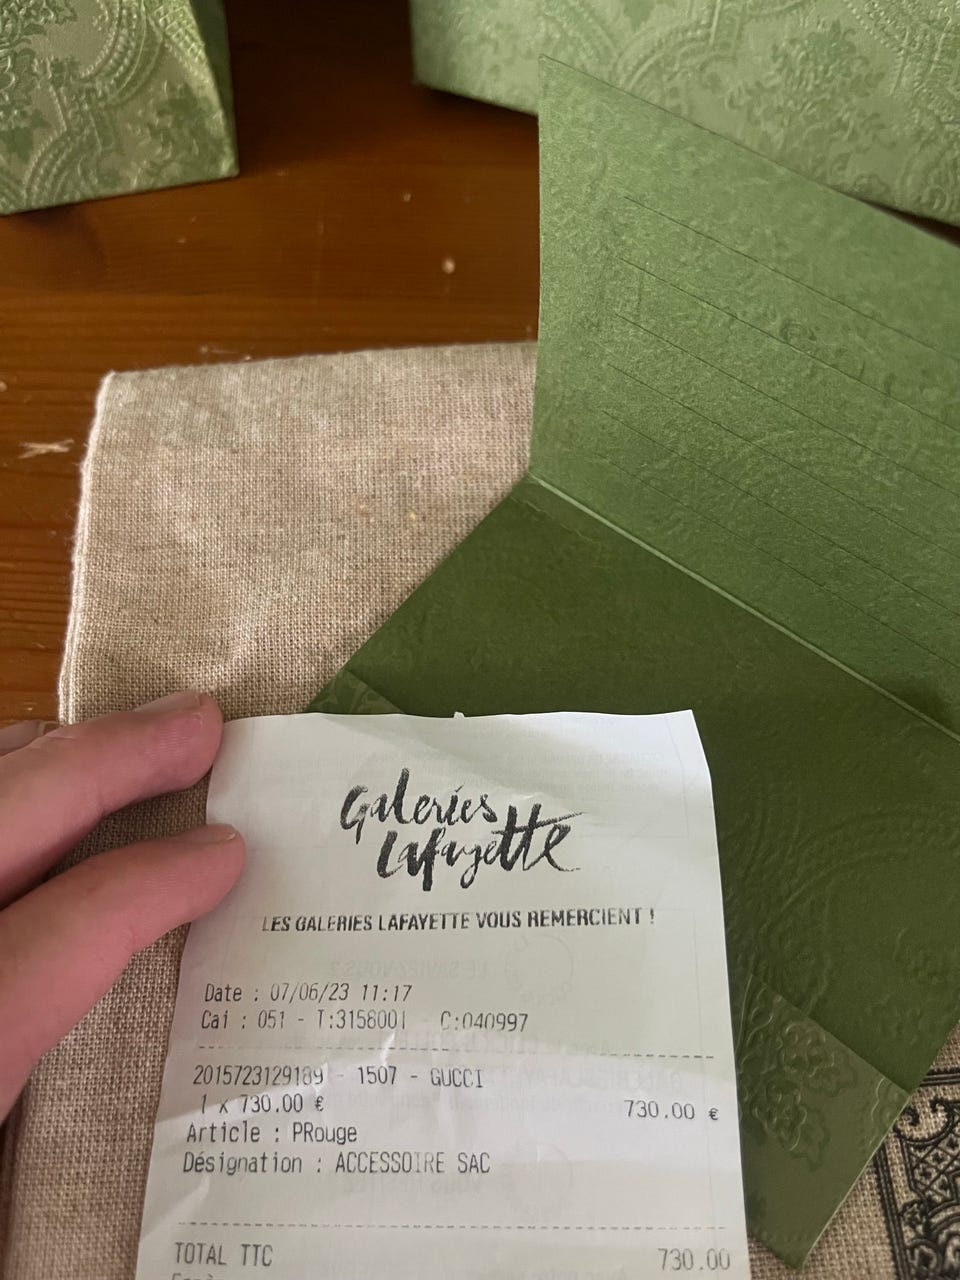 Galeries
Lafayette
LES GALERIES LAFAYETTE VOUS REMERCIENT !
Date : 07/06/23 11:17
Cai : 051 - T:3158001 - C:040997
2015723129189 - 1507 - GUCCI
1 x 730.00 € 730.00 €
Article : PRouge
Désignation : ACCESSOIRE SAC
TOTAL TTC 730.00